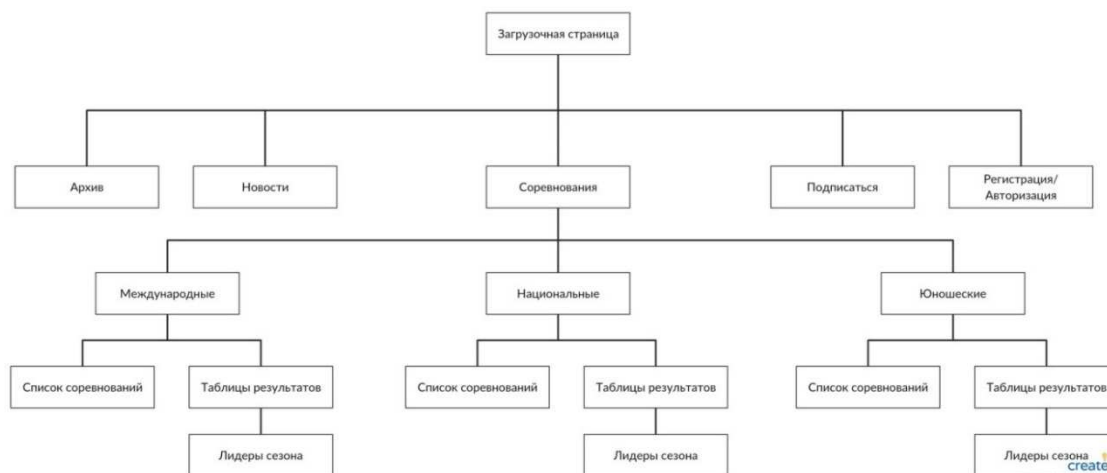 Загрузочная страница
Архив
Новости
Соревнования
Подписаться
Регистрация/
Авторизация
Международные
Национальные
Юношеские
Список соревнований
Таблицы результатов
Список соревнований
Таблицы результатов
Список соревнований
Таблицы результатов
Лидеры сезона
Лидеры сезона
Лидеры сезона
create